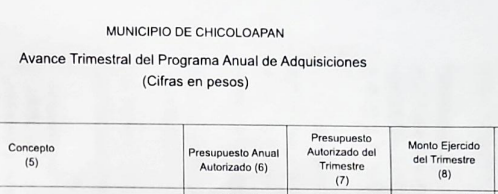 MUNICIPIO DE CHICOLOAPAN
Avance Trimestral del Programa Anual de Adquisiciones
(Cifras en pesos)
Concepto
(5)
Presupuesto Anual
Autorizado (6)
Presupuesto
Autorizado del
Trimestre
(7)
Monto Ejercido
del Trimestre
(8)